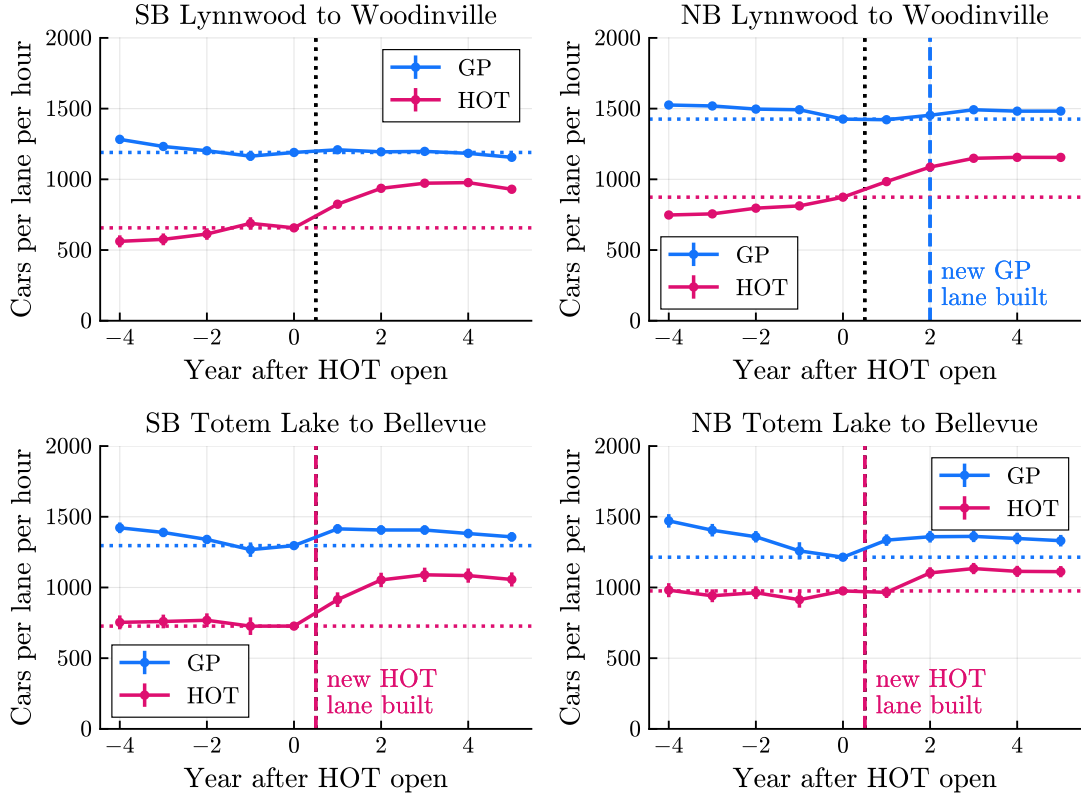 SB Lynnwood to Woodinville
Cars per lane per hour
2000
1500
1000
500
0
GP
HOT
−4 −2 0 2 4
Year after HOT open
NB Lynnwood to Woodinville
Cars per lane per hour
2000
1500
1000
500
0
GP
HOT
new GP
lane built
−4 −2 0 2 4
Year after HOT open
SB Totem Lake to Bellevue
Cars per lane per hour
2000
1500
1000
500
0
GP
HOT
new HOT
lane built
−4 −2 0 2 4
Year after HOT open
NB Totem Lake to Bellevue
Cars per lane per hour
2000
1500
1000
500
0
GP
HOT
new HOT
lane built
−4 −2 0 2 4
Year after HOT open